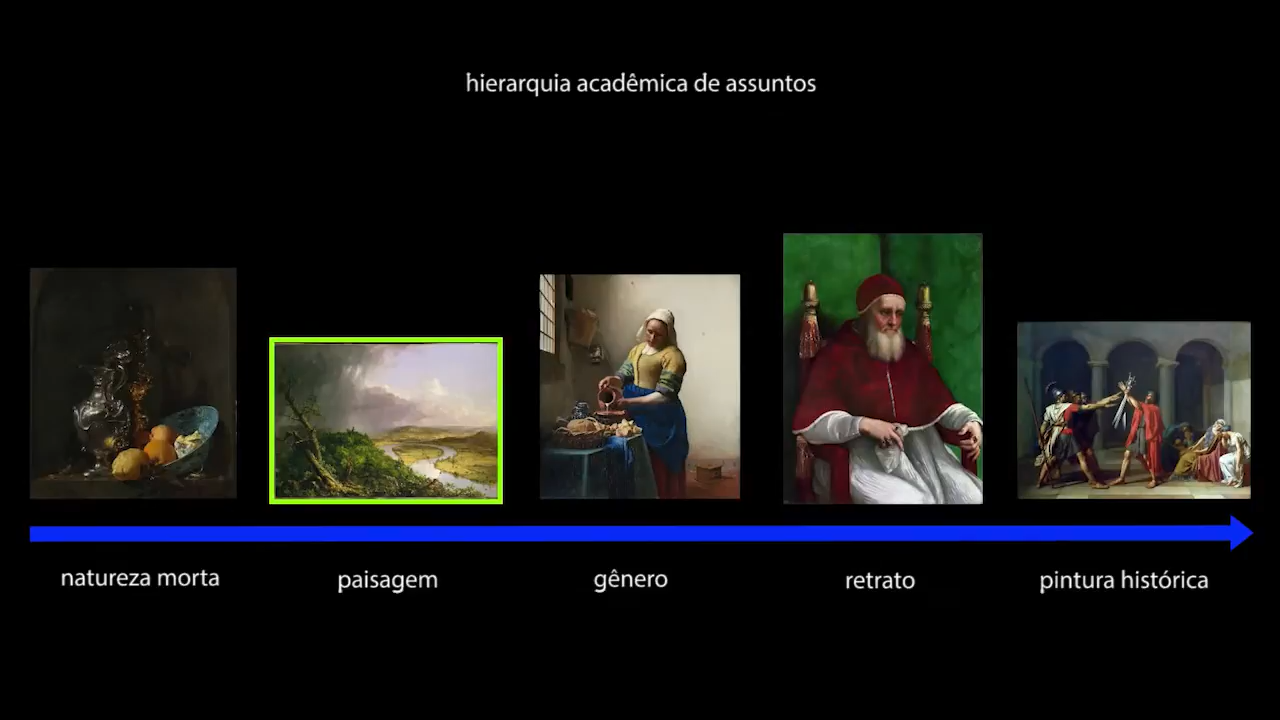 hierarquia acadêmica de assuntos
natureza morta
paisagem
gênero
retrato
pintura histórica